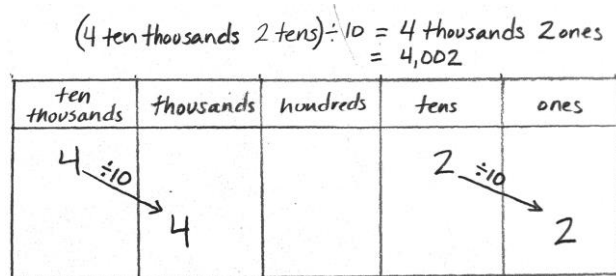 (4 ten thousands 2 tens)÷10 = 4 thousands 2 ones
= 4,002
ten thousands thousands hundreds tens ones
4 ÷10 2 ÷10
4 2